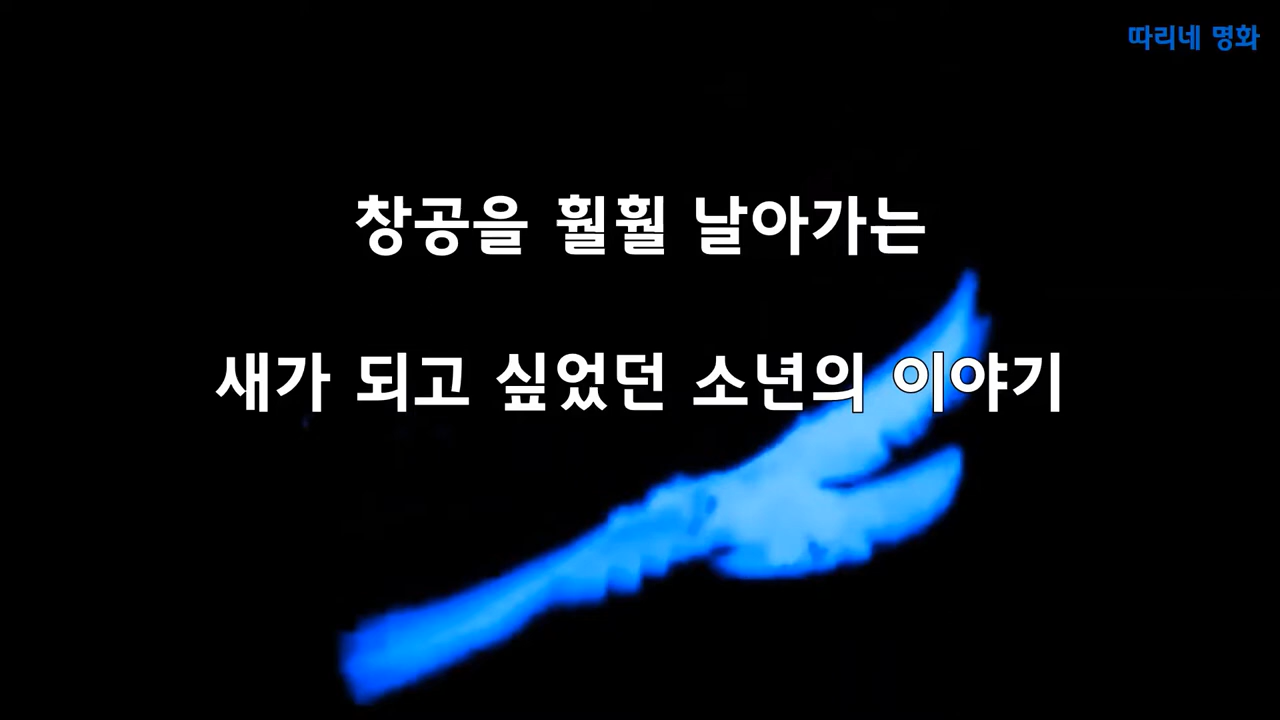 따리네 명화
창공을 훨훨 날아가는
새가 되고 싶었던 소년의 이야기